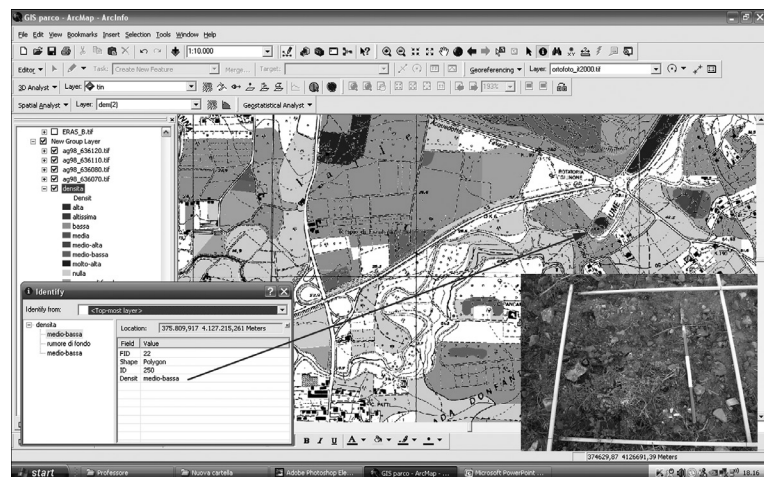 GIS parco - ArcMap - ArcInfo
File Edit View Bookmarks Insert Selection Tools Window Help
1:10.000
Editor Task: Create New Feature Merge... Target: Georeferencing Layer: ortofoto_it2000.tif
3D Analyst Layer: tin 193%
Spatial Analyst Layer: dem(2) Geostatistical Analyst
ERAS_B.tif
New Group Layer
ag98_636120.tif
ag98_636110.tif
ag98_636080.tif
ag98_636070.tif
densita
Densit
alta
altissima
bassa
media
medio-alta
medio-bassa
molto-alta
nulla
Identify
Identify from: <Top-most layer>
densita
medio-bassa
rumore di fondo
medio-bassa
Location: 375.809,917 4.127.215,261 Meters
Field Value
FID 22
Shape Polygon
ID 250
Densit medio-bassa
B I U A
374629,87 4126691,39 Meters
start Professore Nuova cartella Adobe Photoshop Ele... GIS parco - ArcMap - ... Microsoft PowerPoint ... 18.16